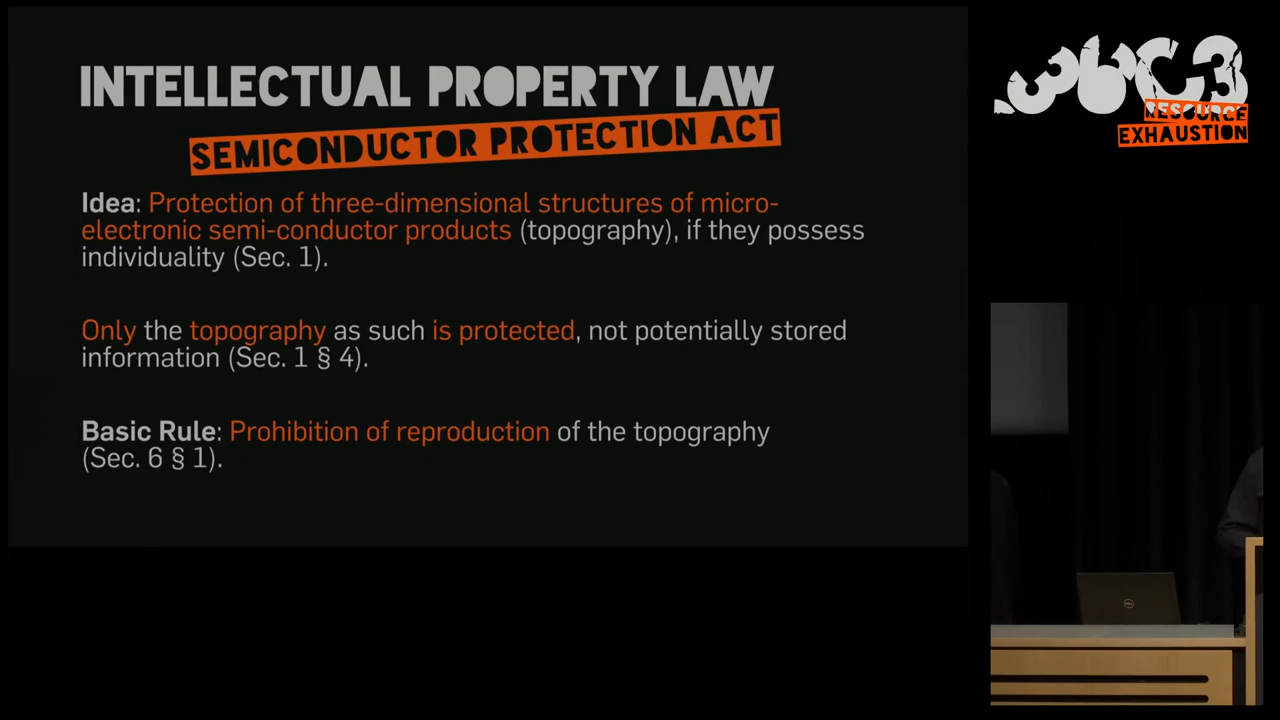 INTELLECTUAL PROPERTY LAW
SEMICONDUCTOR PROTECTION ACT
Idea: Protection of three-dimensional structures of micro-
electronic semi-conductor products (topography), if they possess
individuality (Sec. 1).
Only the topography as such is protected, not potentially stored
information (Sec. 1 § 4).
Basic Rule: Prohibition of reproduction of the topography
(Sec. 6 § 1).
36C3
RESOURCE
EXHAUSTION
DELL